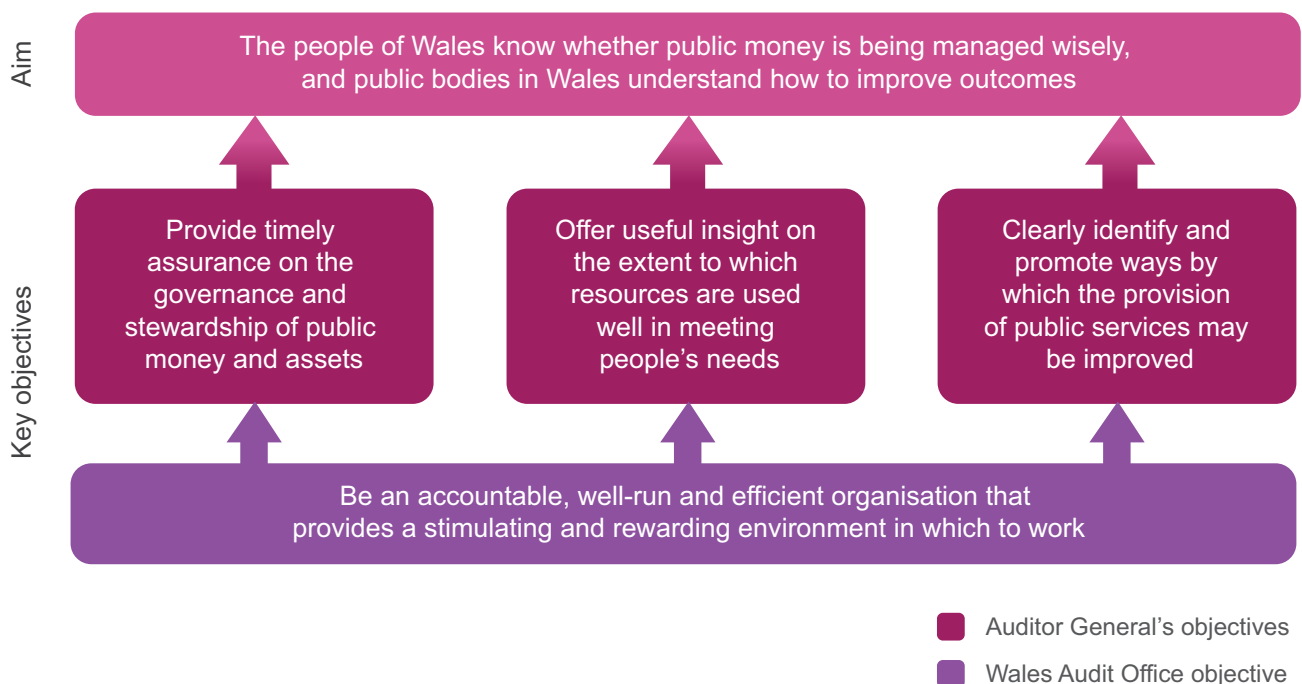 Aim
The people of Wales know whether public money is being managed wisely,
and public bodies in Wales understand how to improve outcomes
Key objectives
Provide timely
assurance on the
governance and
stewardship of public
money and assets
Offer useful insight on
the extent to which
resources are used
well in meeting
people’s needs
Clearly identify and
promote ways by
which the provision
of public services may
be improved
Be an accountable, well-run and efficient organisation that
provides a stimulating and rewarding environment in which to work
Auditor General’s objectives
Wales Audit Office objective